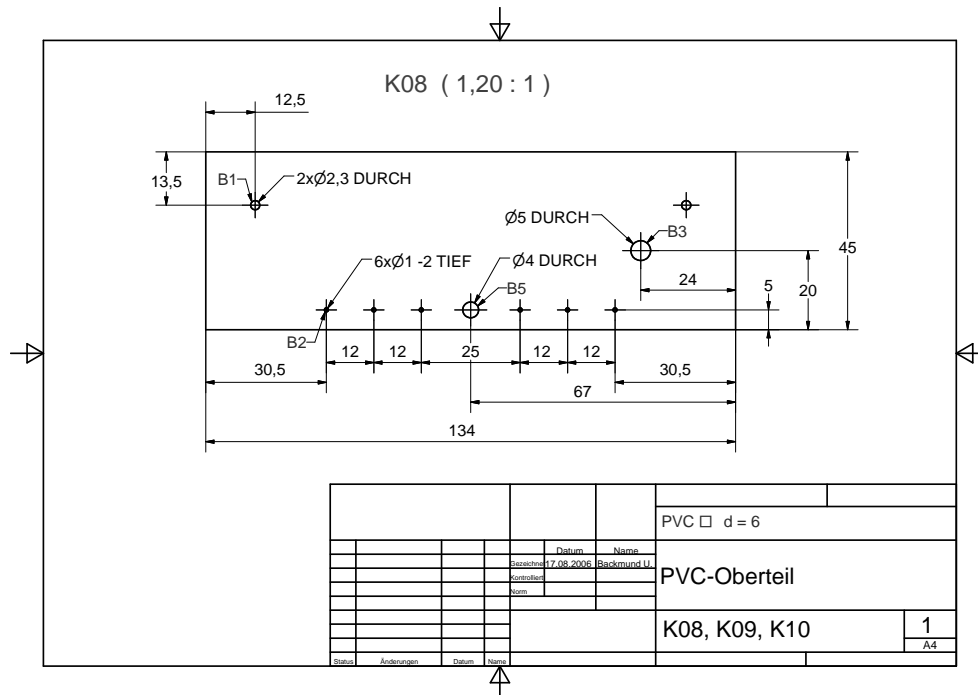 K08 ( 1,20 : 1 )
12,5
13,5
B1
2xØ2,3 DURCH
Ø5 DURCH
B3
45
6xØ1 -2 TIEF
Ø4 DURCH
B5
24
20
5
B2
12
12
25
12
12
30,5
30,5
67
134
PVC □ d = 6
Datum
Name
Gezeichnet
17.08.2006
Backmund U.
Kontrolliert
Norm
PVC-Oberteil
K08, K09, K10
1
A4
Status
Änderungen
Datum
Name